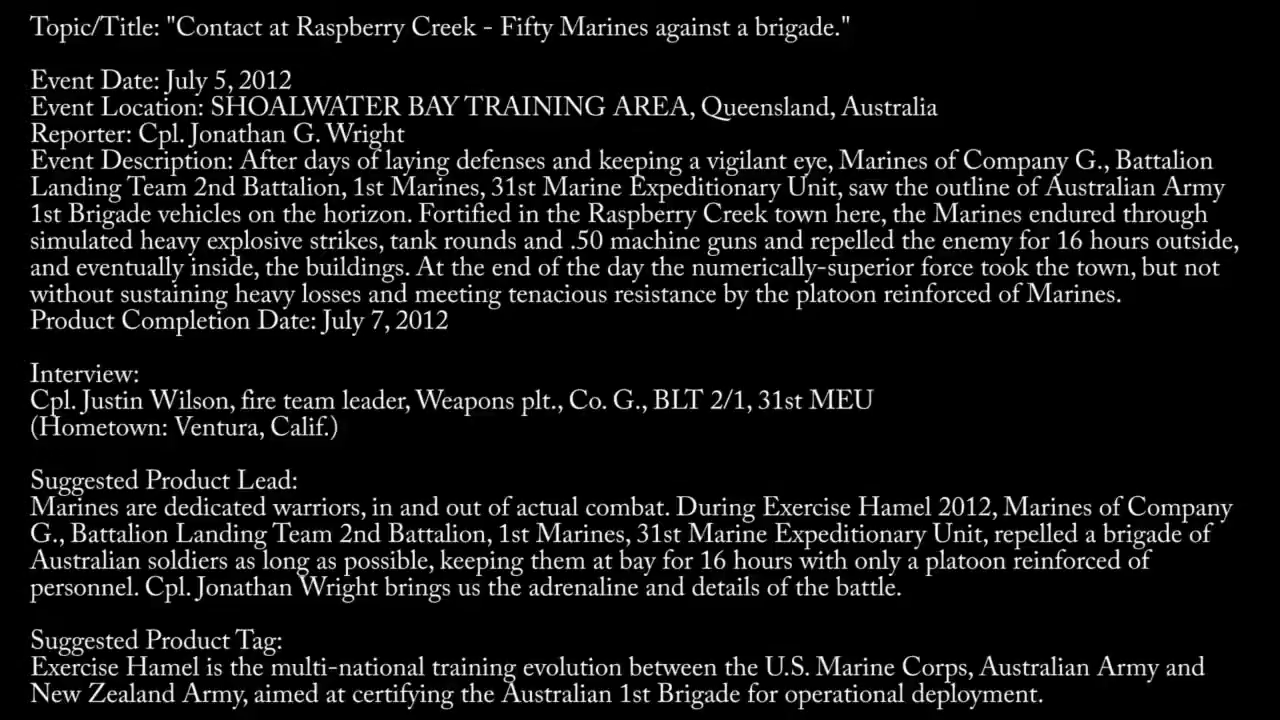 Topic/Title: "Contact at Raspberry Creek - Fifty Marines against a brigade."
Event Date: July 5, 2012
Event Location: SHOALWATER BAY TRAINING AREA, Queensland, Australia
Reporter: Cpl. Jonathan G. Wright
Event Description: After days of laying defenses and keeping a vigilant eye, Marines of Company G., Battalion
Landing Team 2nd Battalion, 1st Marines, 31st Marine Expeditionary Unit, saw the outline of Australian Army
1st Brigade vehicles on the horizon. Fortified in the Raspberry Creek town here, the Marines endured through
simulated heavy explosive strikes, tank rounds and .50 machine guns and repelled the enemy for 16 hours outside,
and eventually inside, the buildings. At the end of the day the numerically-superior force took the town, but not
without sustaining heavy losses and meeting tenacious resistance by the platoon reinforced of Marines.
Product Completion Date: July 7, 2012
Interview:
Cpl. Justin Wilson, fire team leader, Weapons plt., Co. G., BLT 2/1, 31st MEU
(Hometown: Ventura, Calif.)
Suggested Product Lead:
Marines are dedicated warriors, in and out of actual combat. During Exercise Hamel 2012, Marines of Company
G., Battalion Landing Team 2nd Battalion, 1st Marines, 31st Marine Expeditionary Unit, repelled a brigade of
Australian soldiers as long as possible, keeping them at bay for 16 hours with only a platoon reinforced of
personnel. Cpl. Jonathan Wright brings us the adrenaline and details of the battle.
Suggested Product Tag:
Exercise Hamel is the multi-national training evolution between the U.S. Marine Corps, Australian Army and
New Zealand Army, aimed at certifying the Australian 1st Brigade for operational deployment.